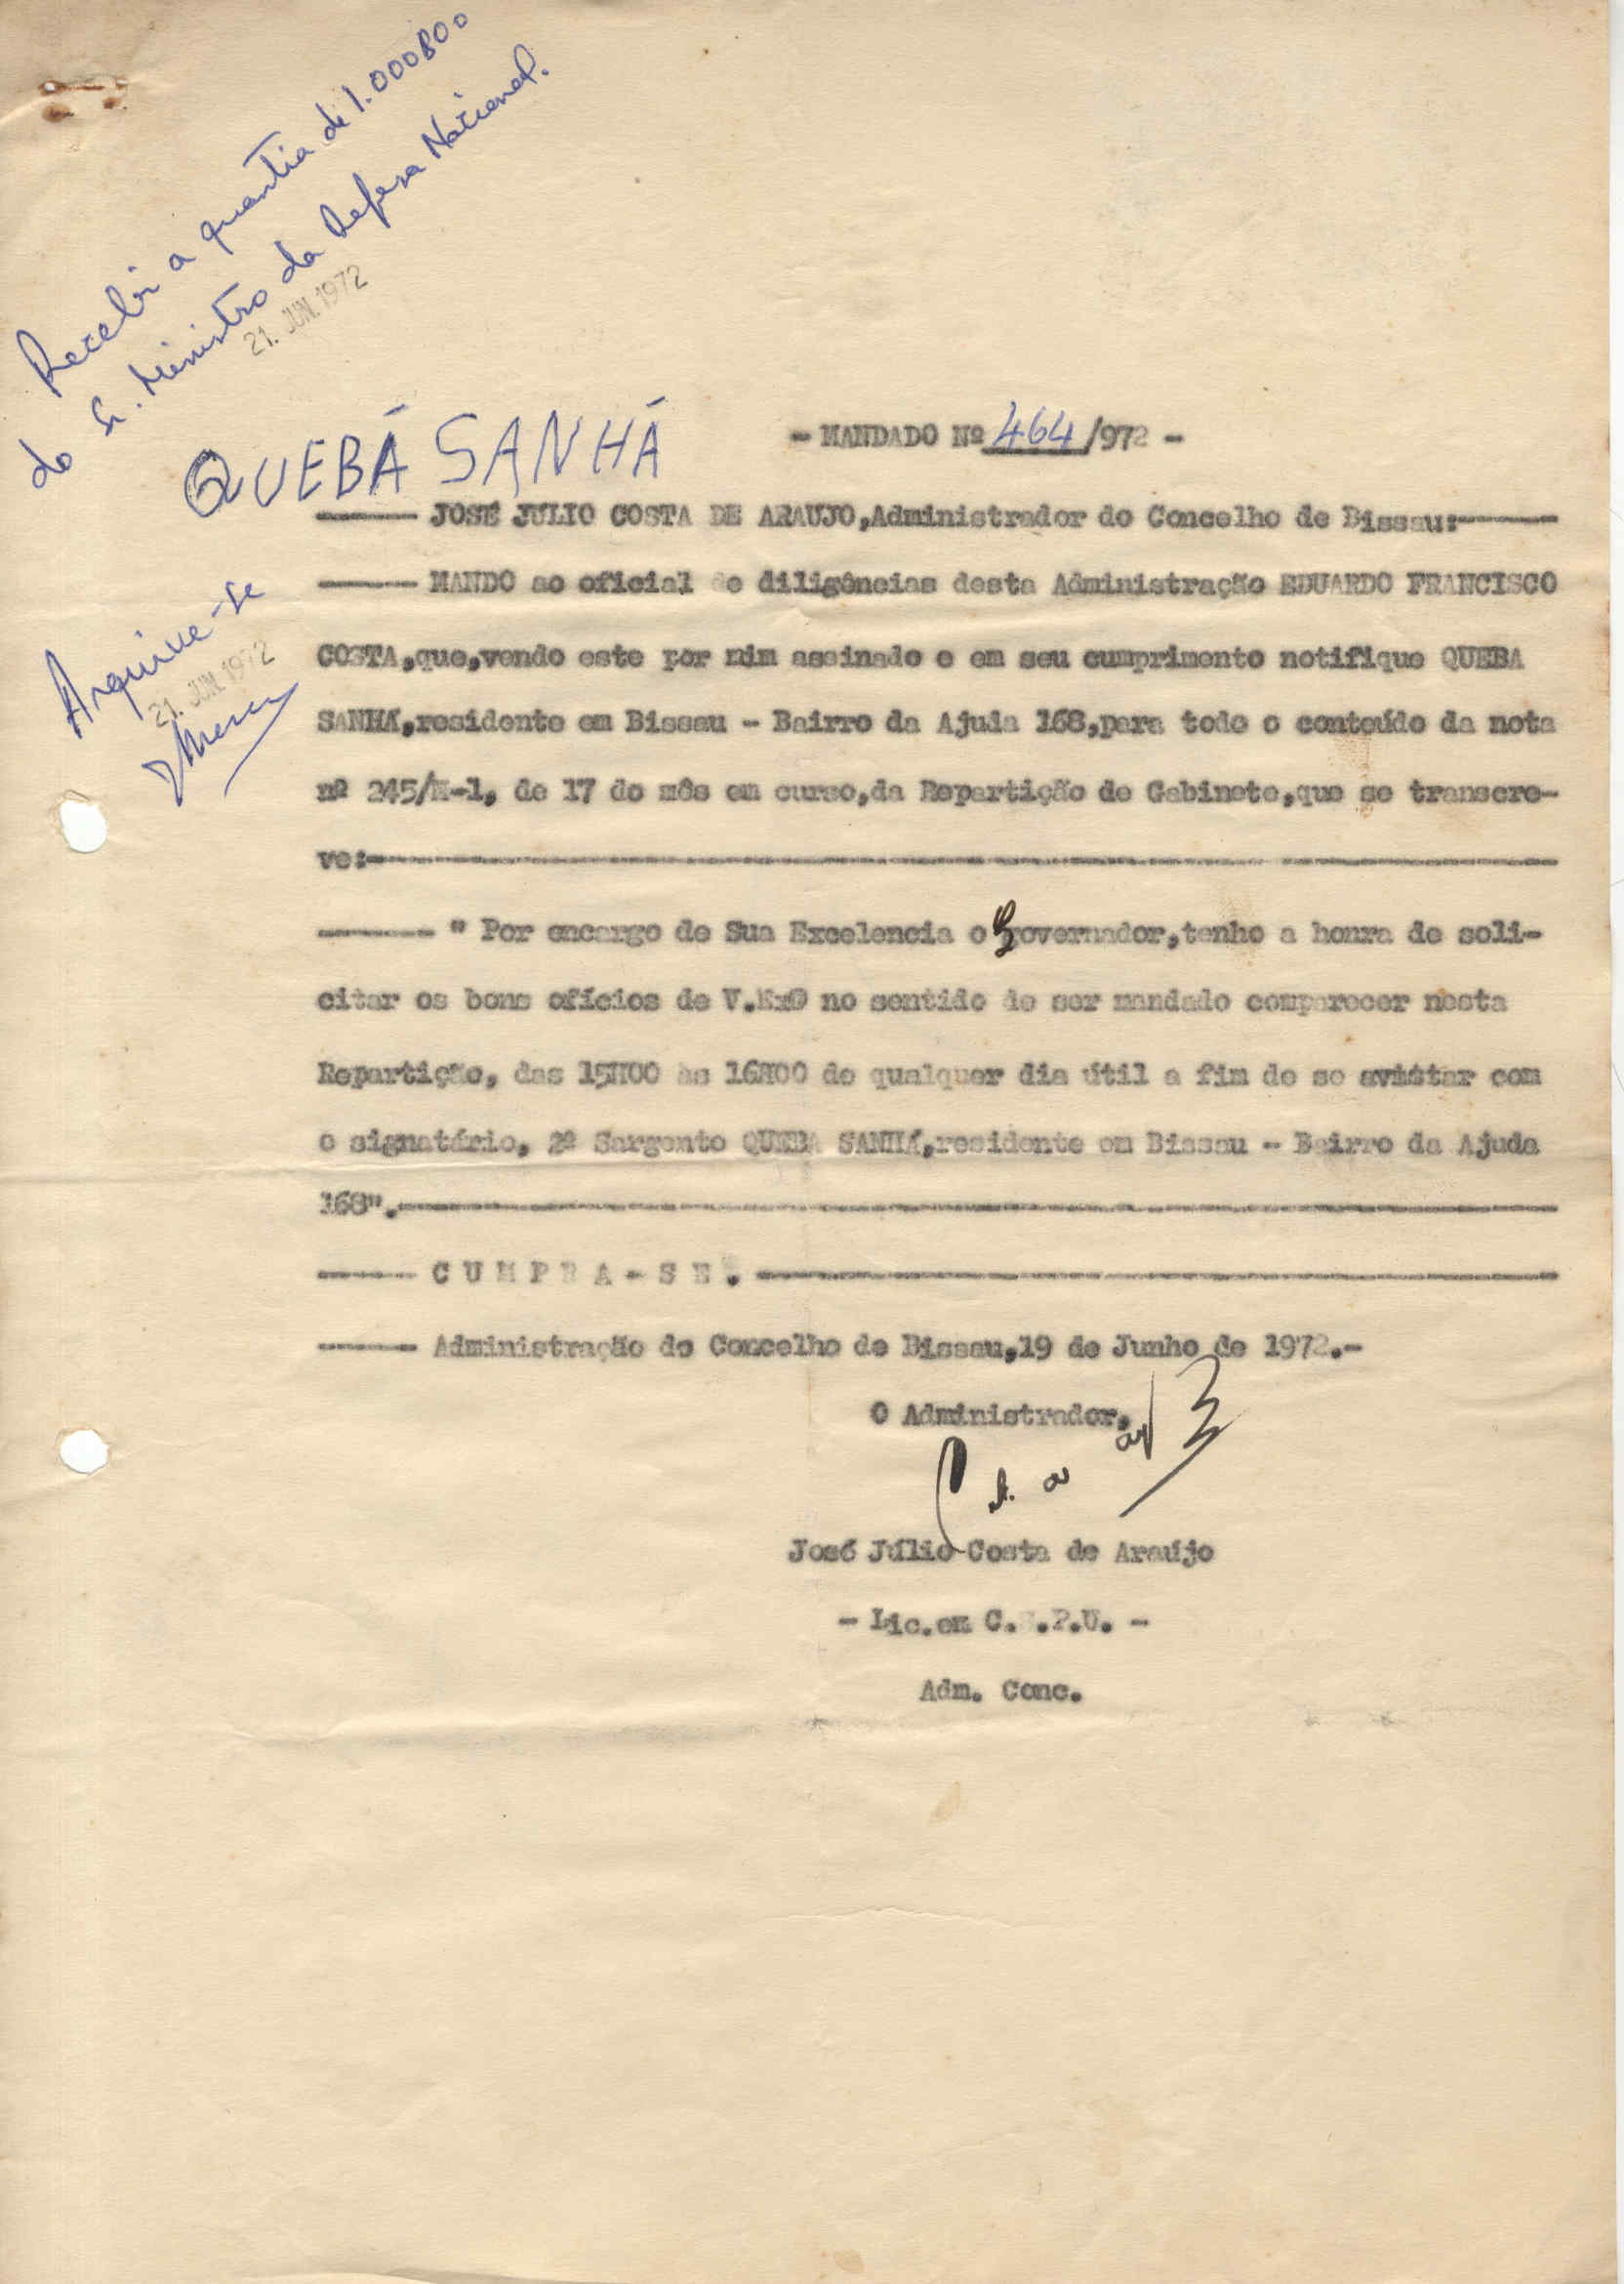 Recebi a quantia de 1.000$00
do Sr. Ministro da Defesa Nacional.
21. JUN. 1972
QUEBÁ SANHÁ
- MANDADO Nº 464/972 -
——— JOSÉ JULIO COSTA DE ARAUJO,Administrador do Concelho de Bissau:———
——— MANDO ao oficial de diligências desta Administração EDUARDO FRANCISCO
COSTA,que,vendo este por mim assinado e em seu cumprimento notifique QUEBA
SANHÁ,residente em Bissau - Bairro da Ajuda 168,para todo o conteúdo da nota
nº 245/M-1, de 17 do mês em curso,da Repartição de Gabinete,que se transcre-
ve:———
Arquive-se
21. JUN. 1972
——— " Por encargo de Sua Excelencia o Governador,tenho a honra de soli-
citar os bons ofícios de V.Exª no sentido de ser mandado comparecer nesta
Repartição, das 15H00 às 16H00 de qualquer dia útil a fim de se avistar com
o signatário, 2º Sargento QUEBA SANHÁ,residente em Bissau - Bairro da Ajuda
168".———
——— C U M P R A - S E .———
——— Administração do Concelho de Bissau,19 de Junho de 1972.-
O Administrador,
José Júlio Costa de Araújo
- Lic.em C.S.P.U. -
Adm. Conc.